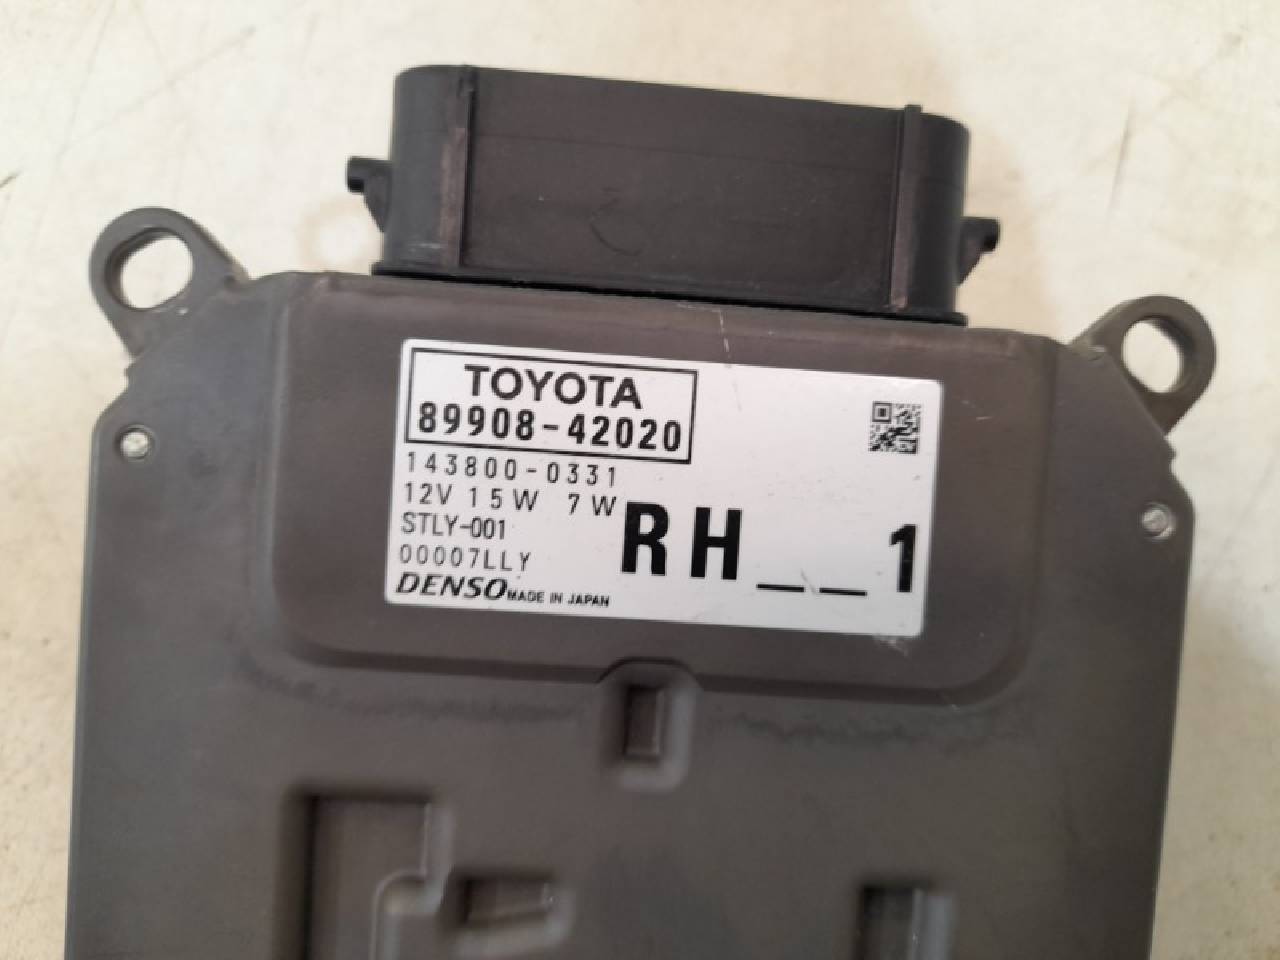 TOYOTA
89908-42020
143800-0331
12V 15W 7W
STLY-001
00007LLY
RH__1
DENSO MADE IN JAPAN